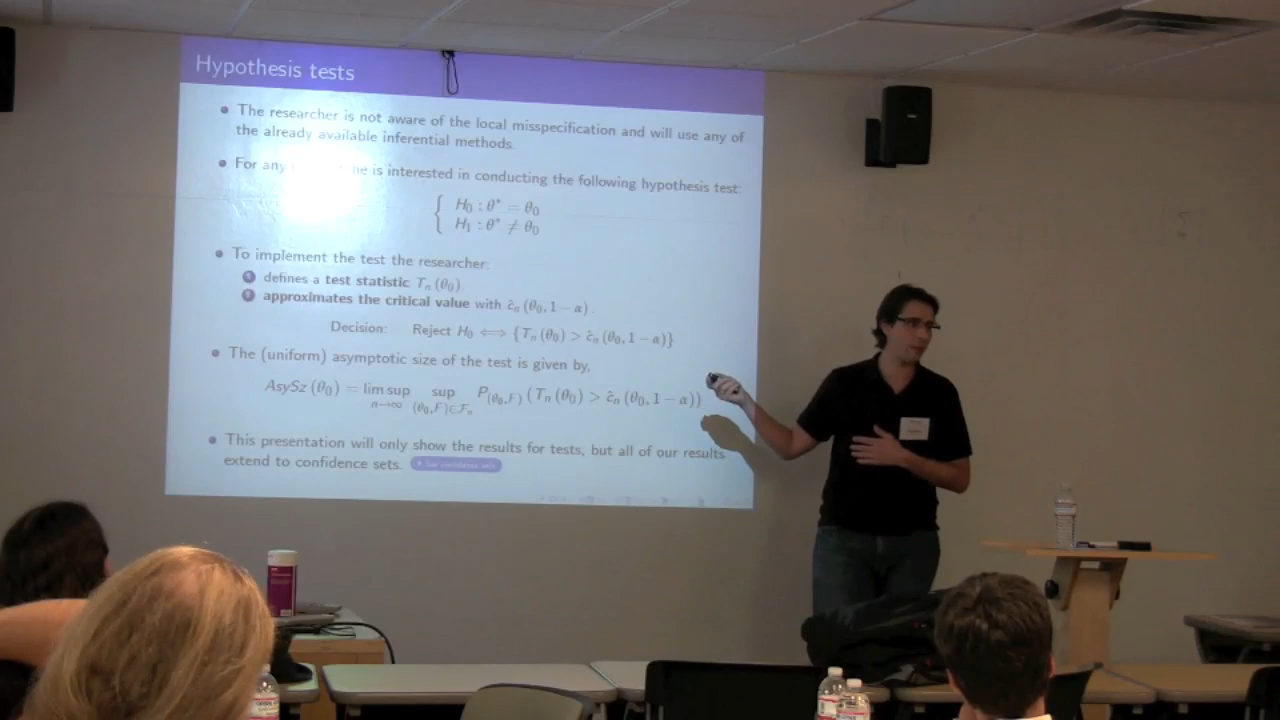 Hypothesis tests
The researcher is not aware of the local misspecification and will use any of
the already available inferential methods.
For any is interested in conducting the following hypothesis test:
H₀ : θ* = θ₀
H₁ : θ* ≠ θ₀
To implement the test the researcher:
defines a test statistic Tₙ (θ₀).
approximates the critical value with ĉₙ (θ₀, 1 − α) .
Decision: Reject H₀ ⟺ {Tₙ (θ₀) > ĉₙ (θ₀, 1 − α)}
The (uniform) asymptotic size of the test is given by,
AsySz (θ₀) = lim sup sup P_(θ₀,F) (Tₙ (θ₀) > ĉₙ (θ₀, 1 − α))
n→∞ (θ₀,F)∈ℱₙ
This presentation will only show the results for tests, but all of our results
extend to confidence sets. See confidence sets